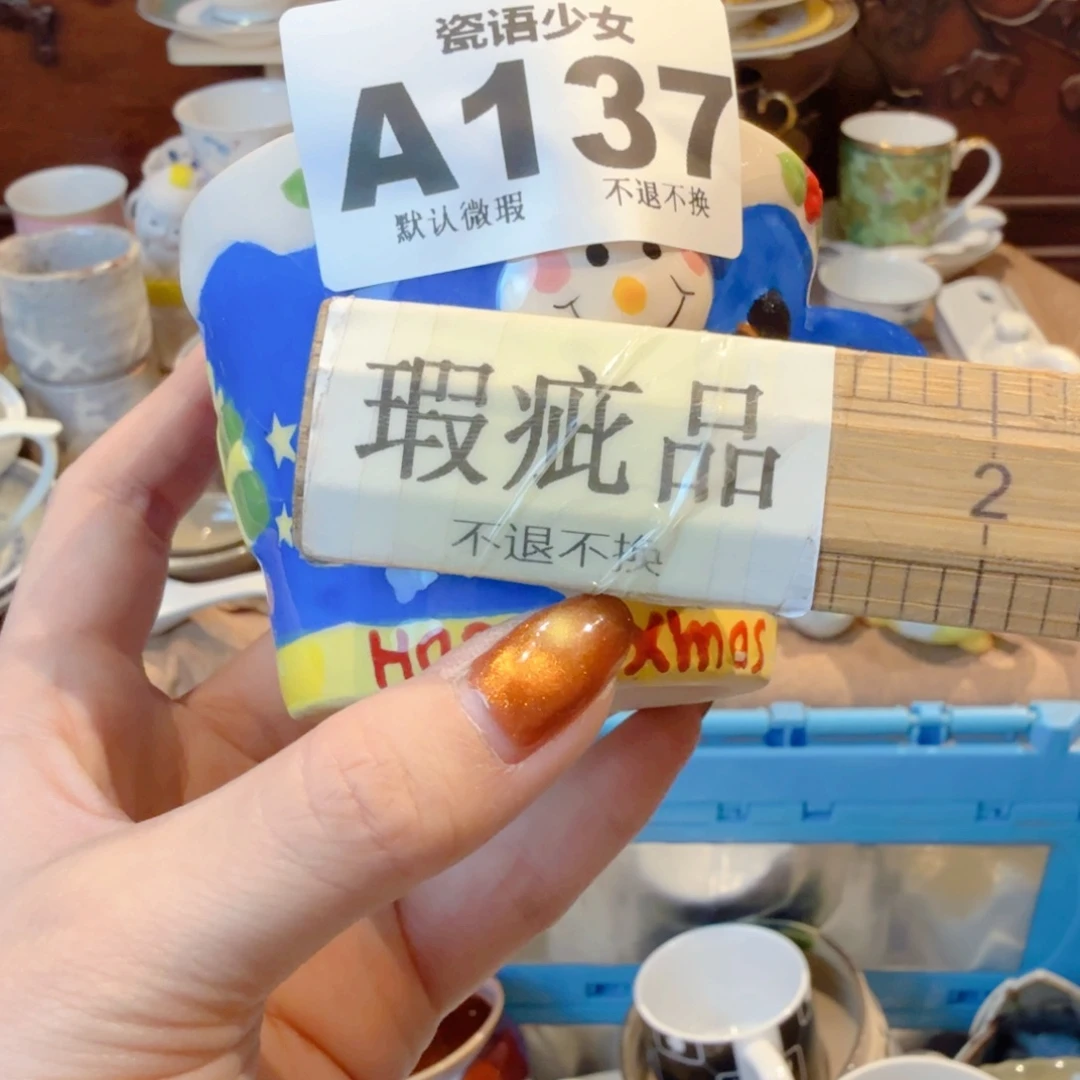 瓷语少女
A137
默认微瑕 不退不换
瑕疵品
不退不换
2
xmas